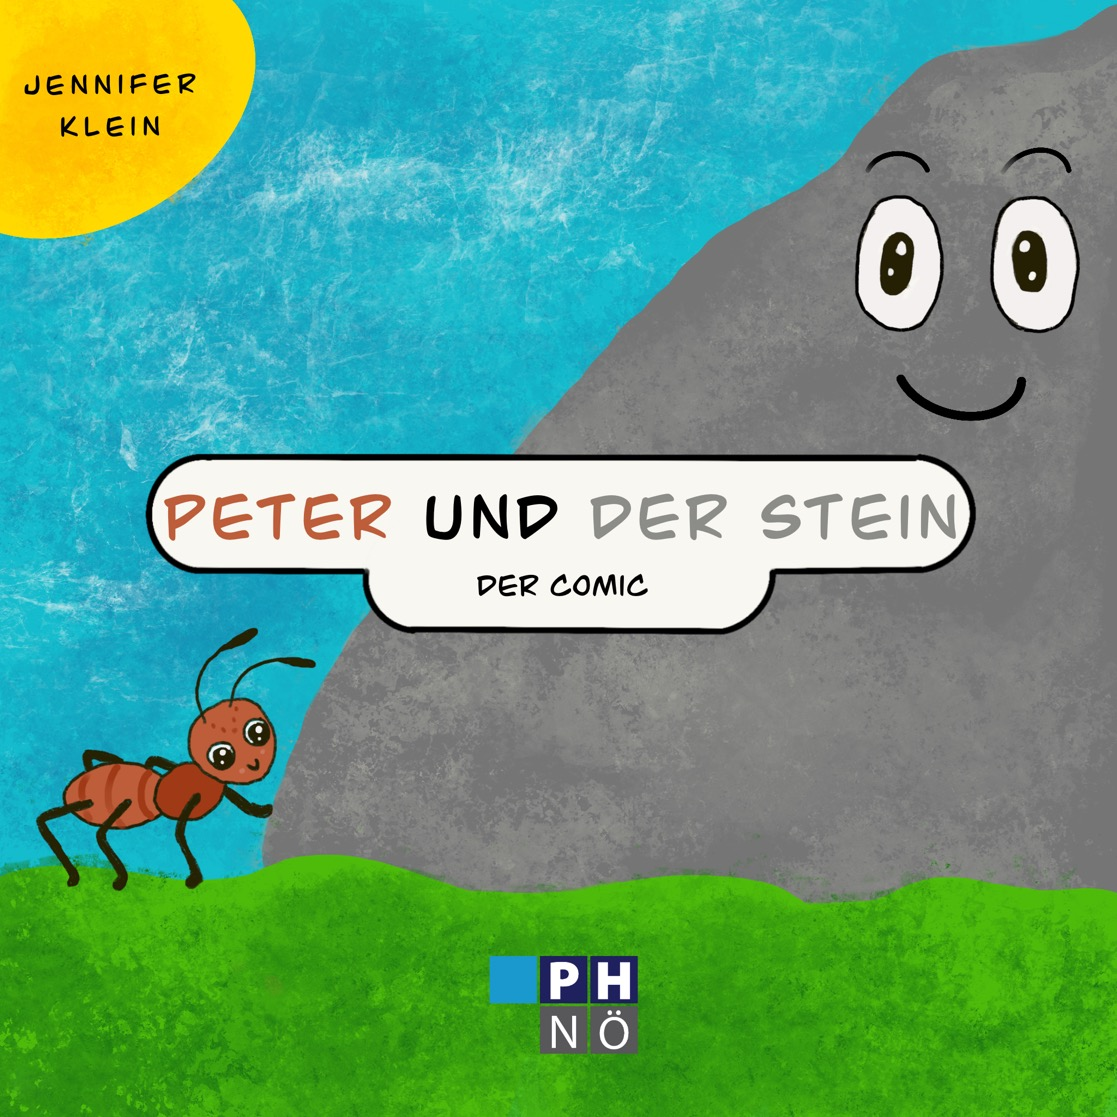 JENNIFER
KLEIN
PETER UND DER STEIN
DER COMIC
PH
NÖ